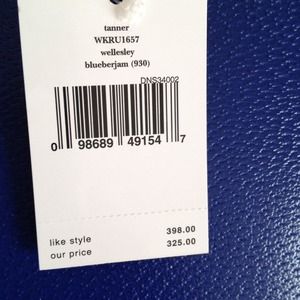 tanner
WKRU1657
wellesley
blueberjam (930)
DNS34002
0 98689 49154 7
like style 398.00
our price 325.00